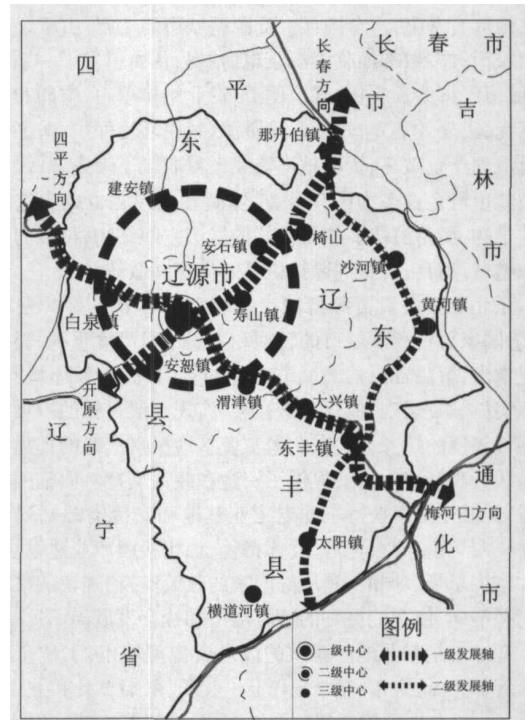 四
平
东
长春方向
长
春
市
市
吉
林
市
四平方向
那丹伯镇
建安镇
安石镇
椅山
沙河镇
辽源市
辽
白泉镇
寿山镇
黄河镇
东
安恕镇
渭津镇
开原方向
辽
县
大兴镇
东丰镇
丰
通
梅河口方向
化
宁
太阳镇
县
横道河镇
市
省
图例
一级中心
一级发展轴
二级中心
三级中心
二级发展轴